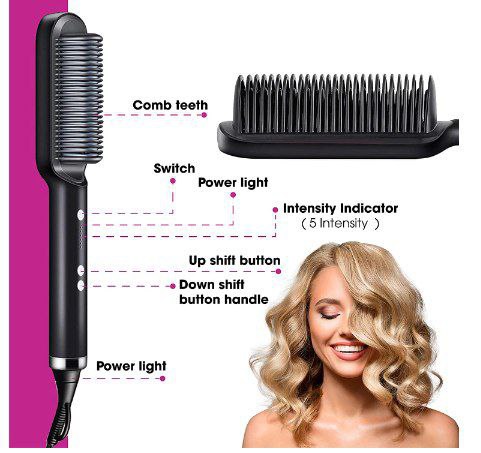 Comb teeth
Switch
Power light
Intensity Indicator
( 5 Intensity )
Up shift button
Down shift
button handle
Power light